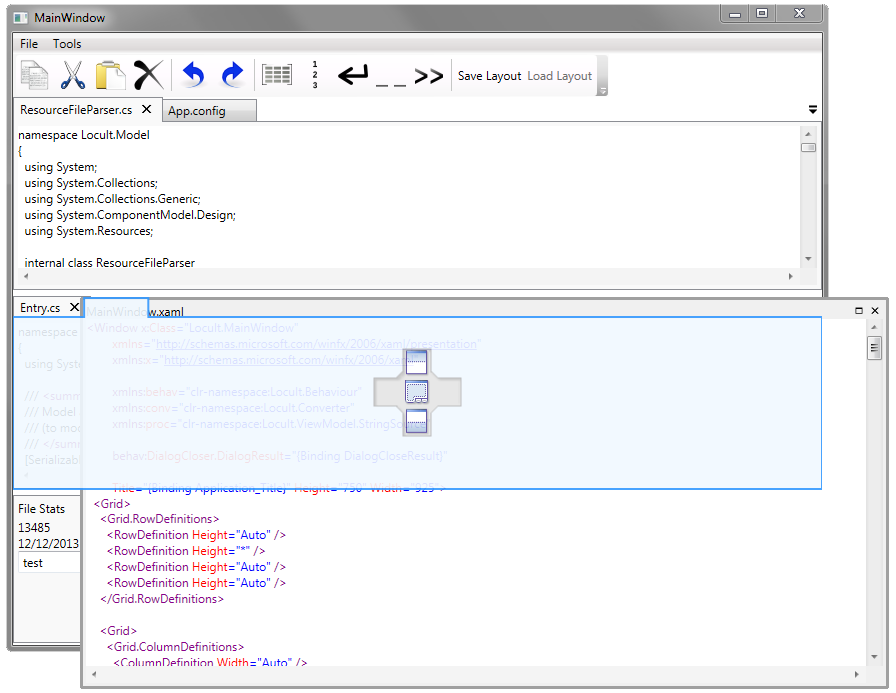 MainWindow
File Tools
1
2
3
>>
Save Layout Load Layout
ResourceFileParser.cs App.config
namespace Locult.Model
{
using System;
using System.Collections;
using System.Collections.Generic;
using System.ComponentModel.Design;
using System.Resources;
internal class ResourceFileParser
Entry.cs
namespace
{
using Syst
/// <summ
/// Model
/// (to mo
/// </sum
[Serializab
File Stats
13485
12/12/2013
test
MainWindow.xaml
<Window x:Class="Locult.MainWindow"
xmlns="http://schemas.microsoft.com/winfx/2006/xaml/presentation"
xmlns:x="http://schemas.microsoft.com/winfx/2006/xaml
xmlns:behav="clr-namespace:Locult.Behaviour"
xmlns:conv="clr-namespace:Locult.Converter"
xmlns:proc="clr-namespace:Locult.ViewModel.StringSo
behav:DialogCloser.DialogResult="{Binding DialogCloseResult}"
Title="{Binding Application_Title}" Height="750" Width="925">
<Grid>
<Grid.RowDefinitions>
<RowDefinition Height="Auto" />
<RowDefinition Height="*" />
<RowDefinition Height="Auto" />
<RowDefinition Height="Auto" />
</Grid.RowDefinitions>
<Grid>
<Grid.ColumnDefinitions>
<ColumnDefinition Width="Auto" />